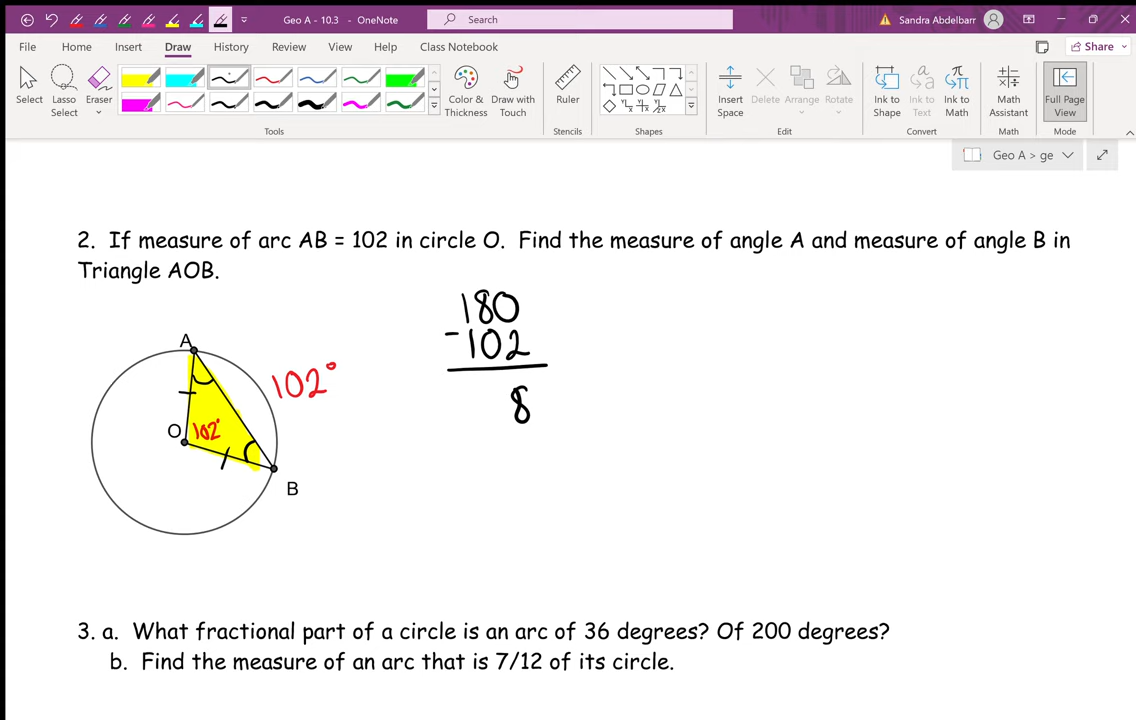 Geo A - 10.3 - OneNote
Search
Sandra Abdelbarr
File Home Insert Draw History Review View Help Class Notebook
Share
Select
Lasso Select
Eraser
Color & Thickness
Draw with Touch
Ruler
Insert Space
Delete
Arrange
Rotate
Ink to Shape
Ink to Text
Ink to Math
Math Assistant
Full Page View
Tools
Stencils
Shapes
Edit
Convert
Math
Mode
Geo A > ge
2. If measure of arc AB = 102 in circle O. Find the measure of angle A and measure of angle B in
Triangle AOB.
180
-102
8
A
102°
O
102°
B
3. a. What fractional part of a circle is an arc of 36 degrees? Of 200 degrees?
b. Find the measure of an arc that is 7/12 of its circle.